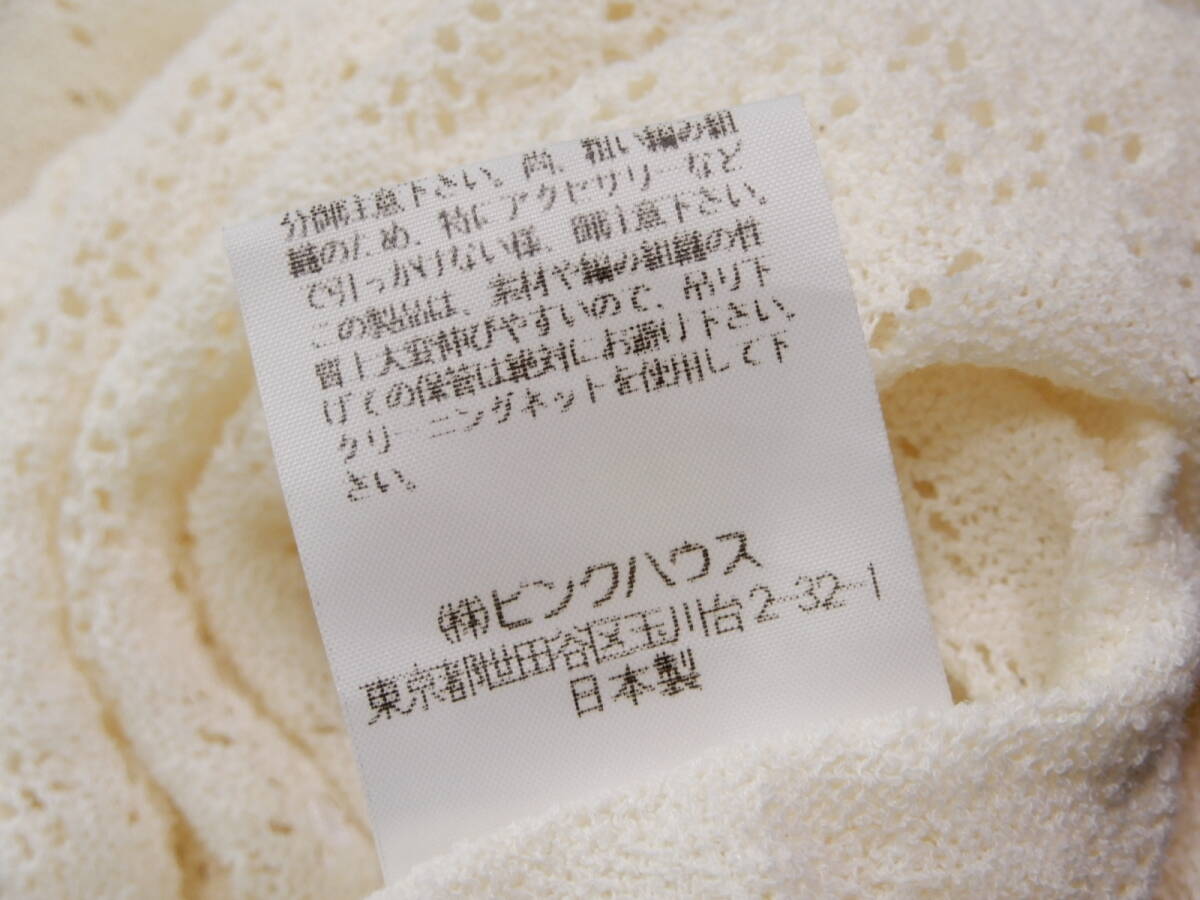 分御注意下さい。尚、粗い編み組
織のため、特にアクセサリーなど
で引っかけない様、御注意下さい。
この製品は、素材や編み組織の性
質上大変伸びやすいので、吊り下
げての保管は絶対にお避け下さい。
クリーニングネットを使用して下
さい。
㈱ピンクハウス
東京都世田谷区玉川台2-32-1
日本製